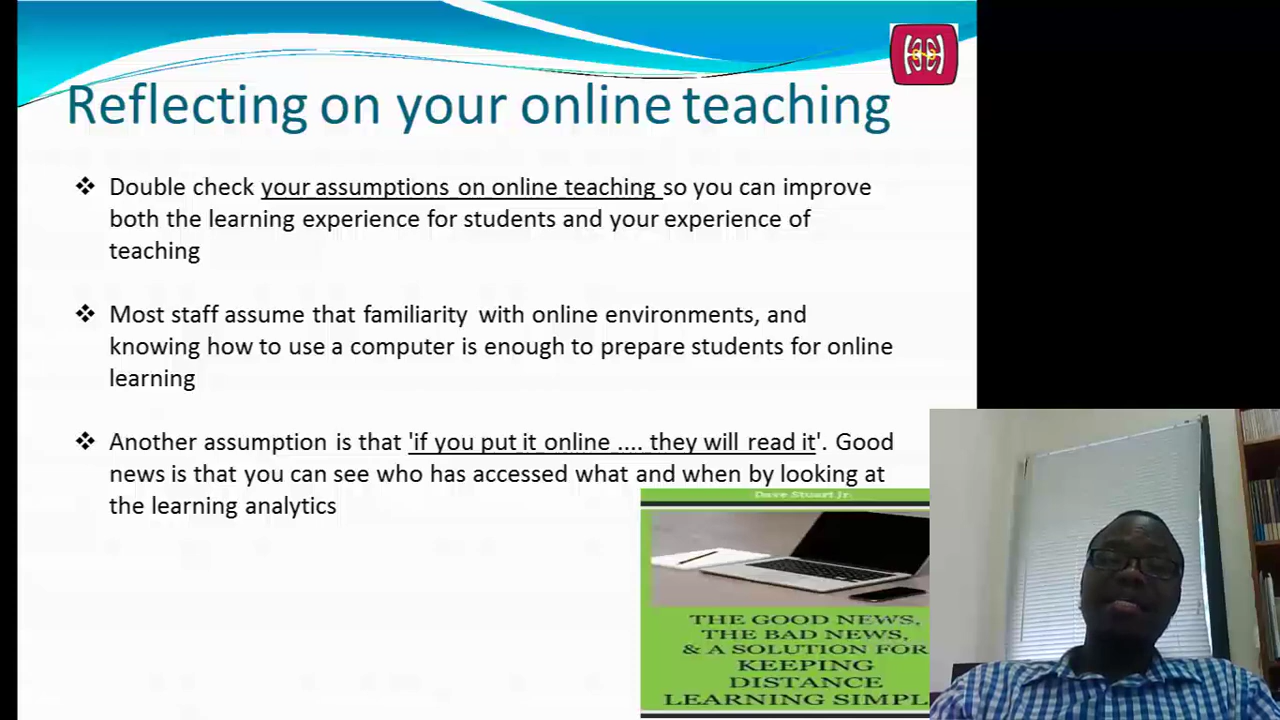 Reflecting on your online teaching
❖ Double check your assumptions on online teaching so you can improve
both the learning experience for students and your experience of
teaching
❖ Most staff assume that familiarity with online environments, and
knowing how to use a computer is enough to prepare students for online
learning
❖ Another assumption is that 'if you put it online .... they will read it'. Good
news is that you can see who has accessed what and when by looking at
the learning analytics
Dave Stuart Jr.
THE GOOD NEWS,
THE BAD NEWS,
& A SOLUTION FOR
KEEPING
DISTANCE
LEARNING SIMPL